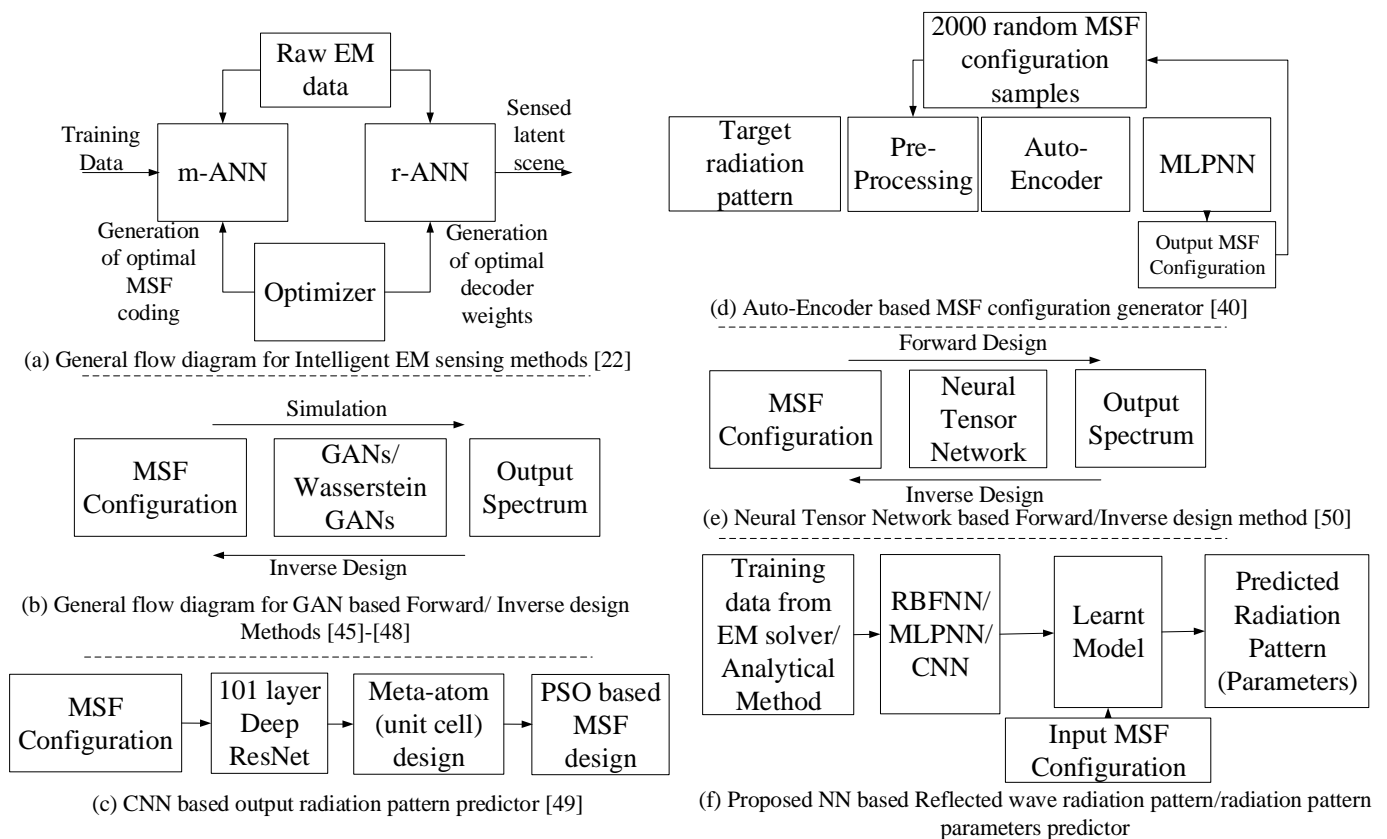 Raw EM
data
Training
Data
m-ANN
r-ANN
Sensed
latent
scene
Generation
of optimal
MSF
coding
Optimizer
Generation
of optimal
decoder
weights
(a) General flow diagram for Intelligent EM sensing methods [22]
Simulation
MSF
Configuration
GANs/
Wasserstein
GANs
Output
Spectrum
Inverse Design
(b) General flow diagram for GAN based Forward/ Inverse design
Methods [45]-[48]
MSF
Configuration
101 layer
Deep
ResNet
Meta-atom
(unit cell)
design
PSO based
MSF
design
(c) CNN based output radiation pattern predictor [49]
2000 random MSF
configuration
samples
Target
radiation
pattern
Pre-
Processing
Auto-
Encoder
MLPNN
Output MSF
Configuration
(d) Auto-Encoder based MSF configuration generator [40]
Forward Design
MSF
Configuration
Neural
Tensor
Network
Output
Spectrum
Inverse Design
(e) Neural Tensor Network based Forward/Inverse design method [50]
Training
data from
EM solver/
Analytical
Method
RBFNN/
MLPNN/
CNN
Learnt
Model
Predicted
Radiation
Pattern
(Parameters)
Input MSF
Configuration
(f) Proposed NN based Reflected wave radiation pattern/radiation pattern
parameters predictor